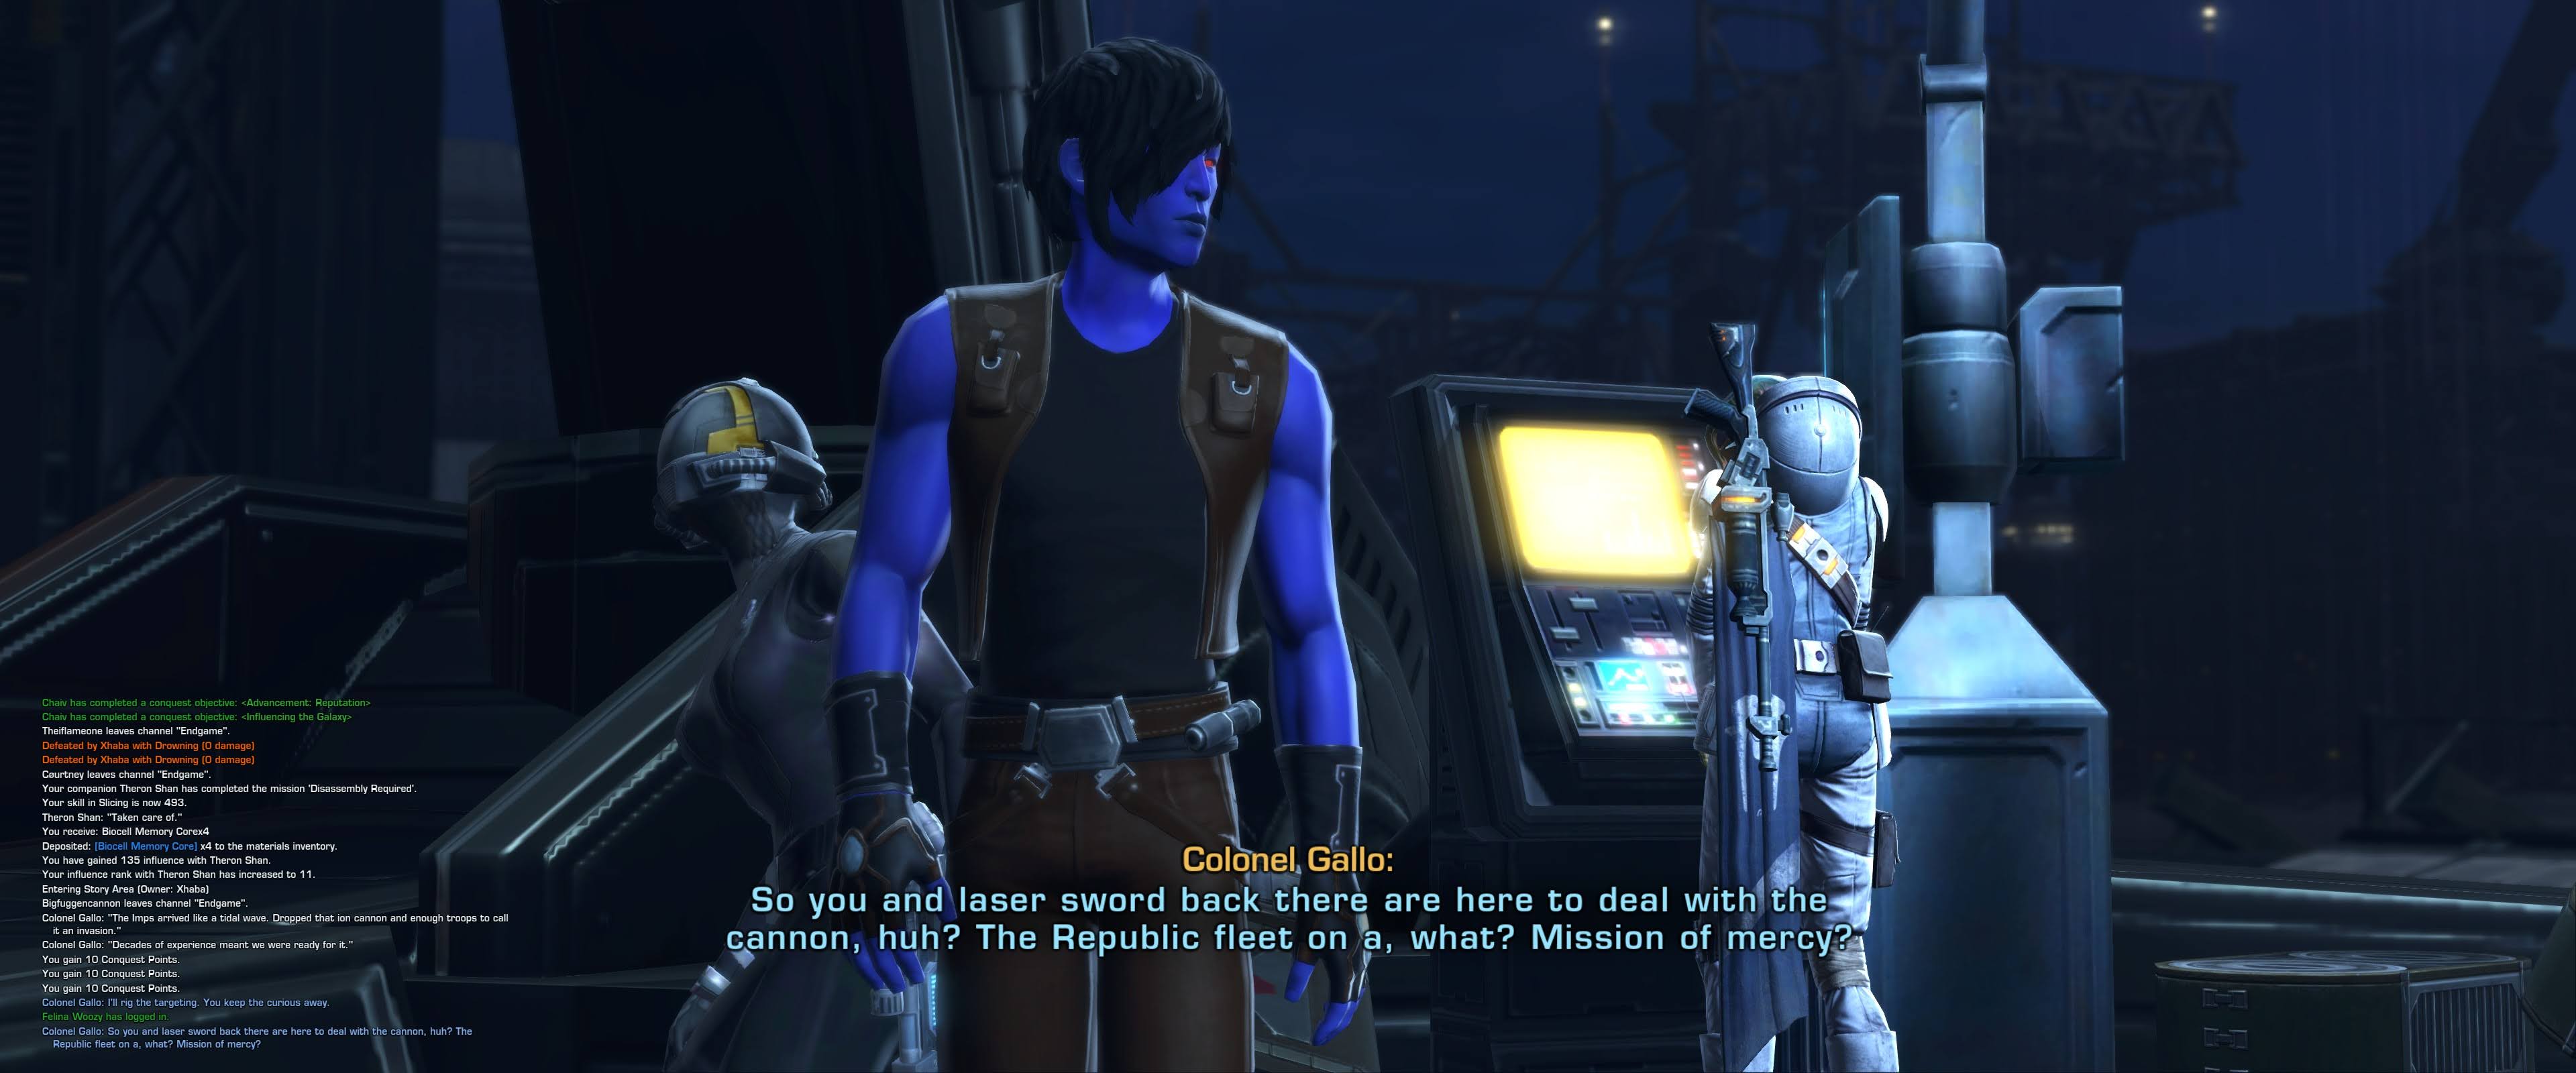 Chaiv has completed a conquest objective: <Advancement: Reputation>
Chaiv has completed a conquest objective: <Influencing the Galaxy>
Theiflameone leaves channel "Endgame".
Defeated by Xhaba with Drowning (0 damage)
Defeated by Xhaba with Drowning (0 damage)
Cøurtney leaves channel "Endgame".
Your companion Theron Shan has completed the mission 'Disassembly Required'.
Your skill in Slicing is now 493.
Theron Shan: "Taken care of."
You receive: Biocell Memory Corex4
Deposited: [Biocell Memory Core] x4 to the materials inventory.
You have gained 135 influence with Theron Shan.
Your influence rank with Theron Shan has increased to 11.
Entering Story Area (Owner: Xhaba)
Bigfuggencannon leaves channel "Endgame".
Colonel Gallo: "The Imps arrived like a tidal wave. Dropped that ion cannon and enough troops to call
it an invasion."
Colonel Gallo: "Decades of experience meant we were ready for it."
You gain 10 Conquest Points.
You gain 10 Conquest Points.
You gain 10 Conquest Points.
Colonel Gallo: I'll rig the targeting. You keep the curious away.
Felina Wöozy has logged in.
Colonel Gallo: So you and laser sword back there are here to deal with the cannon, huh? The
Republic fleet on a, what? Mission of mercy?
Colonel Gallo:
So you and laser sword back there are here to deal with the
cannon, huh? The Republic fleet on a, what? Mission of mercy?